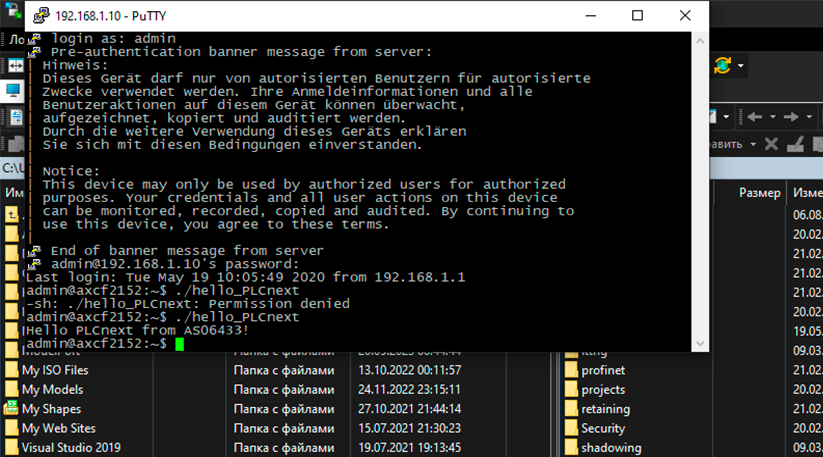 192.168.1.10 - PuTTY
login as: admin
Pre-authentication banner message from server:
| Hinweis:
| Dieses Gerät darf nur von autorisierten Benutzern für autorisierte
| Zwecke verwendet werden. Ihre Anmeldeinformationen und alle
| Benutzeraktionen auf diesem Gerät können überwacht,
| aufgezeichnet, kopiert und auditiert werden.
| Durch die weitere Verwendung dieses Geräts erklären
| Sie sich mit diesen Bedingungen einverstanden.
|
| Notice:
| This device may only be used by authorized users for authorized
| purposes. Your credentials and all user actions on this device
| can be monitored, recorded, copied and audited. By continuing to
| use this device, you agree to these terms.
|
End of banner message from server
admin@192.168.1.10's password:
Last login: Tue May 19 10:05:49 2020 from 192.168.1.1
admin@axcf2152:~$ ./hello_PLCnext
-sh: ./hello_PLCnext: Permission denied
admin@axcf2152:~$ ./hello_PLCnext
Hello PLCnext from AS06433!
admin@axcf2152:~$
Ло
C:\U
Им
Размер Изме
06.08
20.02
21.02
21.02
20.02
20.02
19.05
09.03
My ISO Files Папка с файлами 13.10.2022 00:11:57 profinet 21.02
My Models Папка с файлами 24.11.2022 23:15:11 projects 20.02
My Shapes Папка с файлами 27.10.2021 21:44:14 retaining 21.02
My Web Sites Папка с файлами 15.07.2021 21:30:23 Security 20.02
Visual Studio 2019 Папка с файлами 19.07.2021 19:13:45 shadowing 09.03